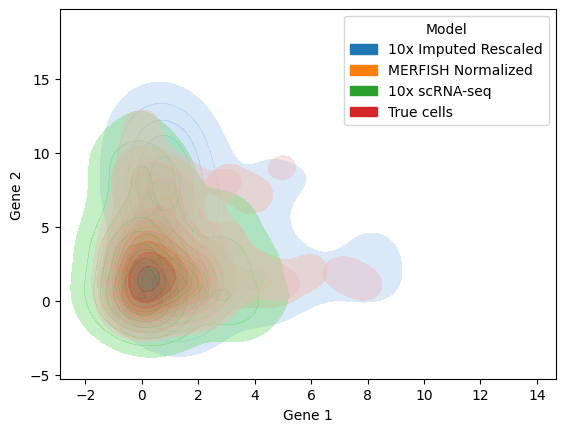 Model
10x Imputed Rescaled
MERFISH Normalized
10x scRNA-seq
True cells
15
10
5
0
−5
Gene 2
−2
0
2
4
6
8
10
12
14
Gene 1